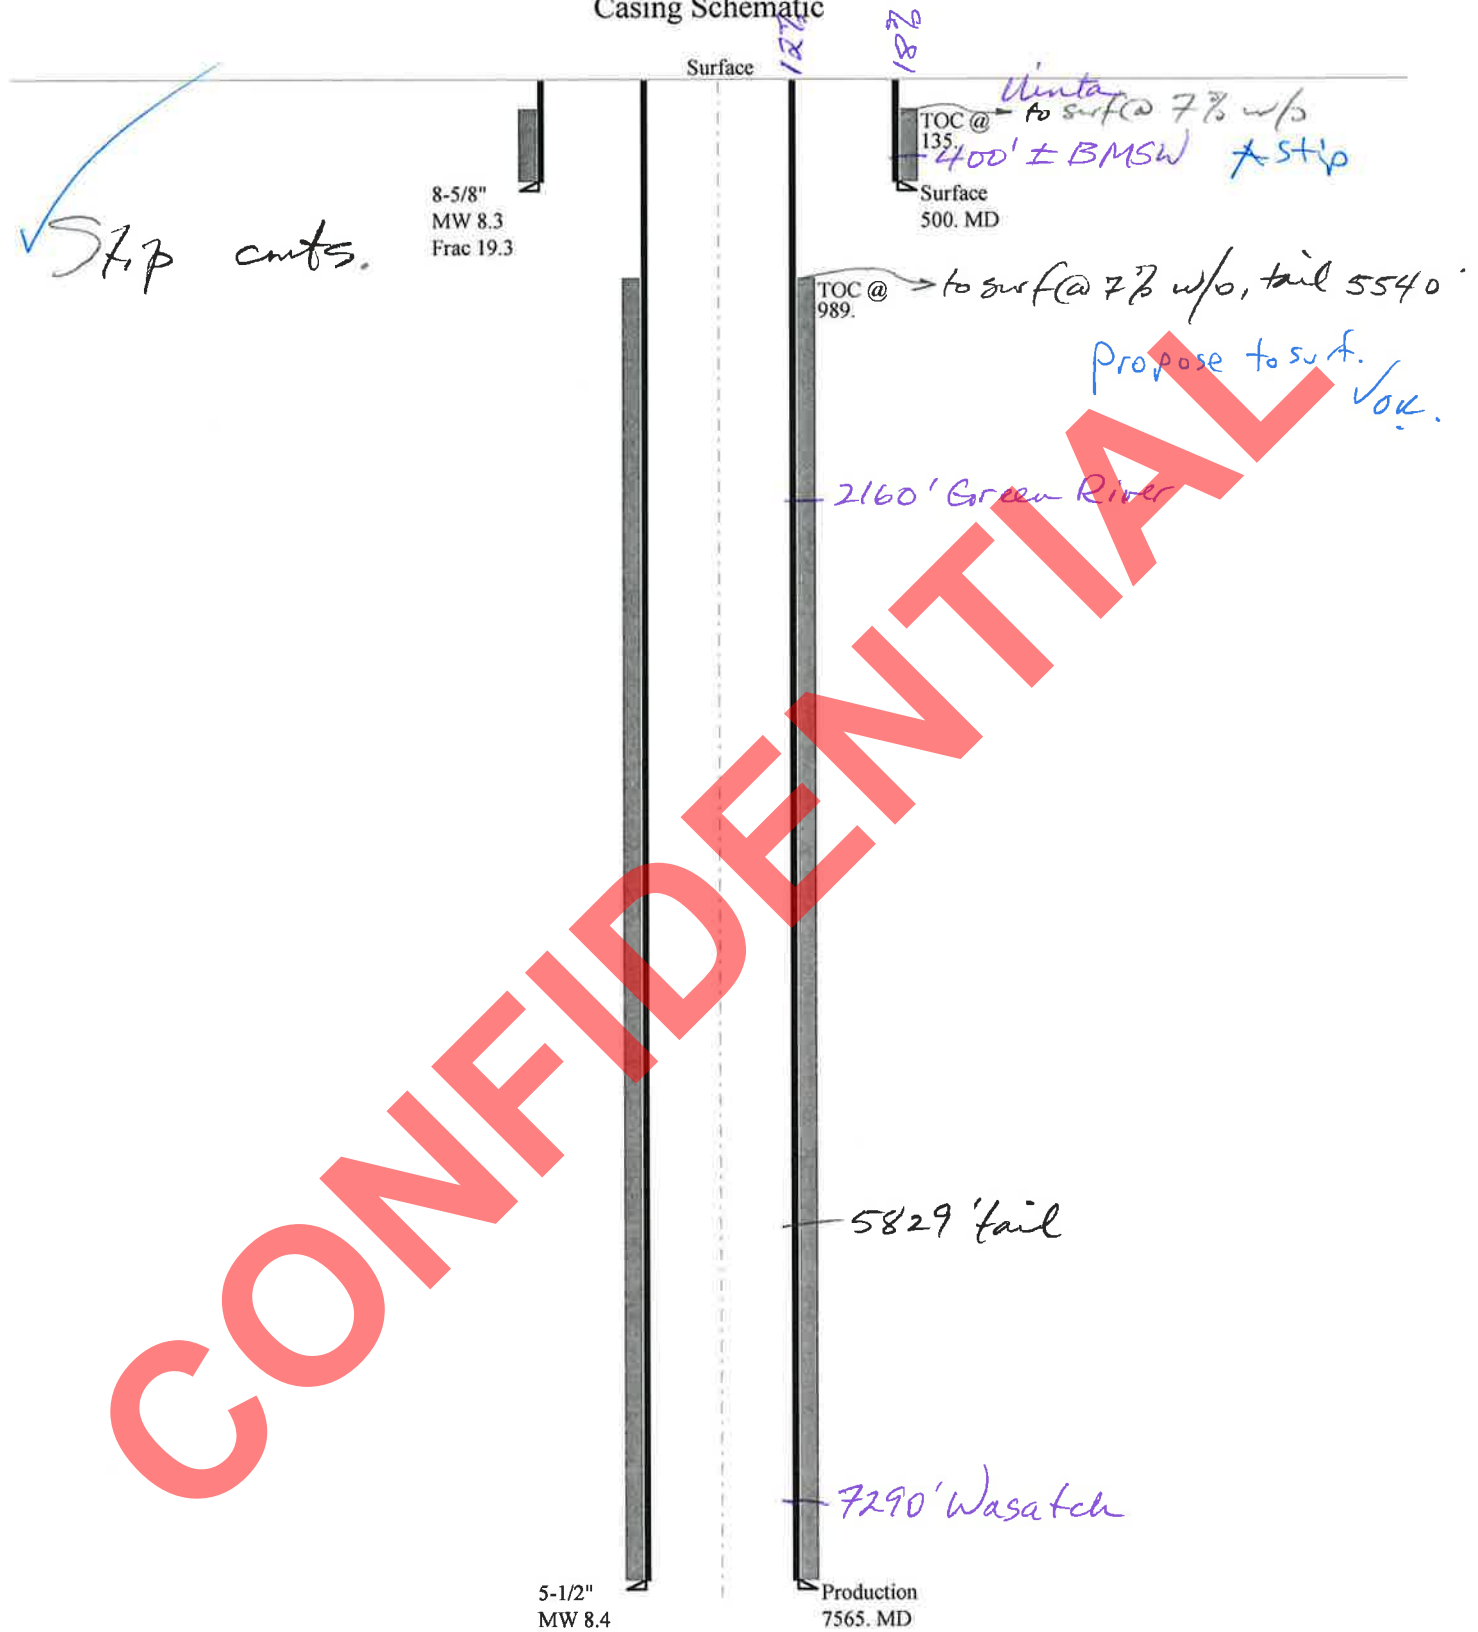 Casing Schematic
12%
18%
Surface
Uinta
TOC @
135.
to surf @ 7% w/o
400' ± BMSW
* stip
8-5/8"
MW 8.3
Frac 19.3
Surface
500. MD
✓ Stip cmts.
TOC @
989.
to surf @ 7% w/o, tail 5540'
propose to surf.
✓ OK.
2160' Green River
CONFIDENTIAL
5829' tail
7290' Wasatch
5-1/2"
MW 8.4
Production
7565. MD